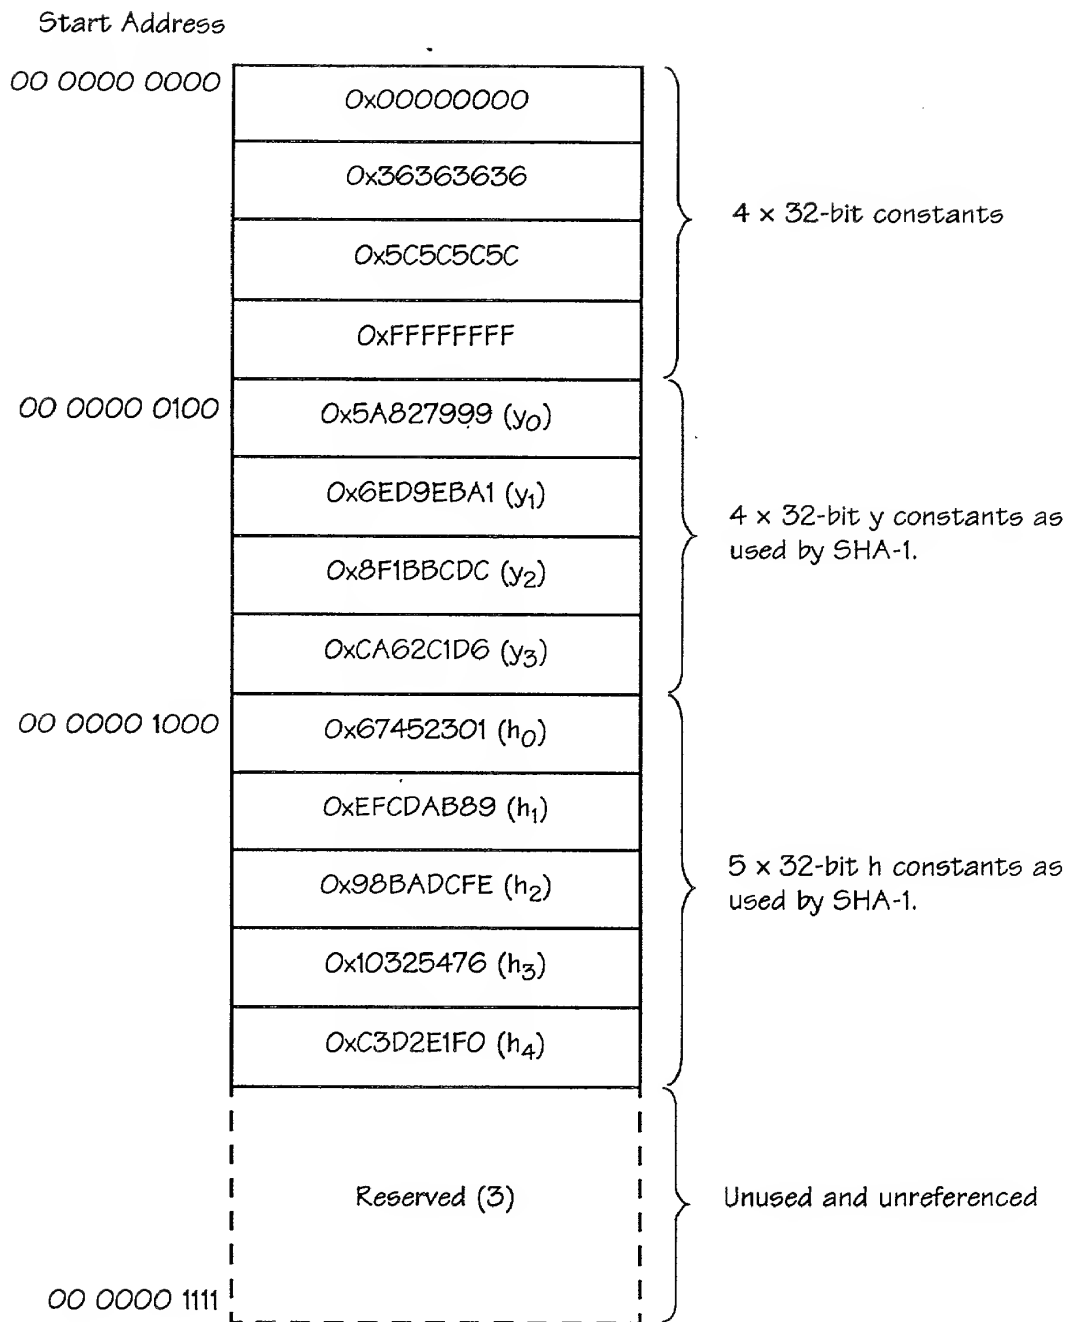 Start Address
00 0000 0000
0x00000000
0x36363636
0x5C5C5C5C
0xFFFFFFFF
4 x 32-bit constants
00 0000 0100
0x5A827999 (y0)
0x6ED9EBA1 (y1)
0x8F1BBCDC (y2)
0xCA62C1D6 (y3)
4 x 32-bit y constants as
used by SHA-1.
00 0000 1000
0x67452301 (h0)
0xEFCDAB89 (h1)
0x98BADCFE (h2)
0x10325476 (h3)
0xC3D2E1F0 (h4)
5 x 32-bit h constants as
used by SHA-1.
Reserved (3)
Unused and unreferenced
00 0000 1111